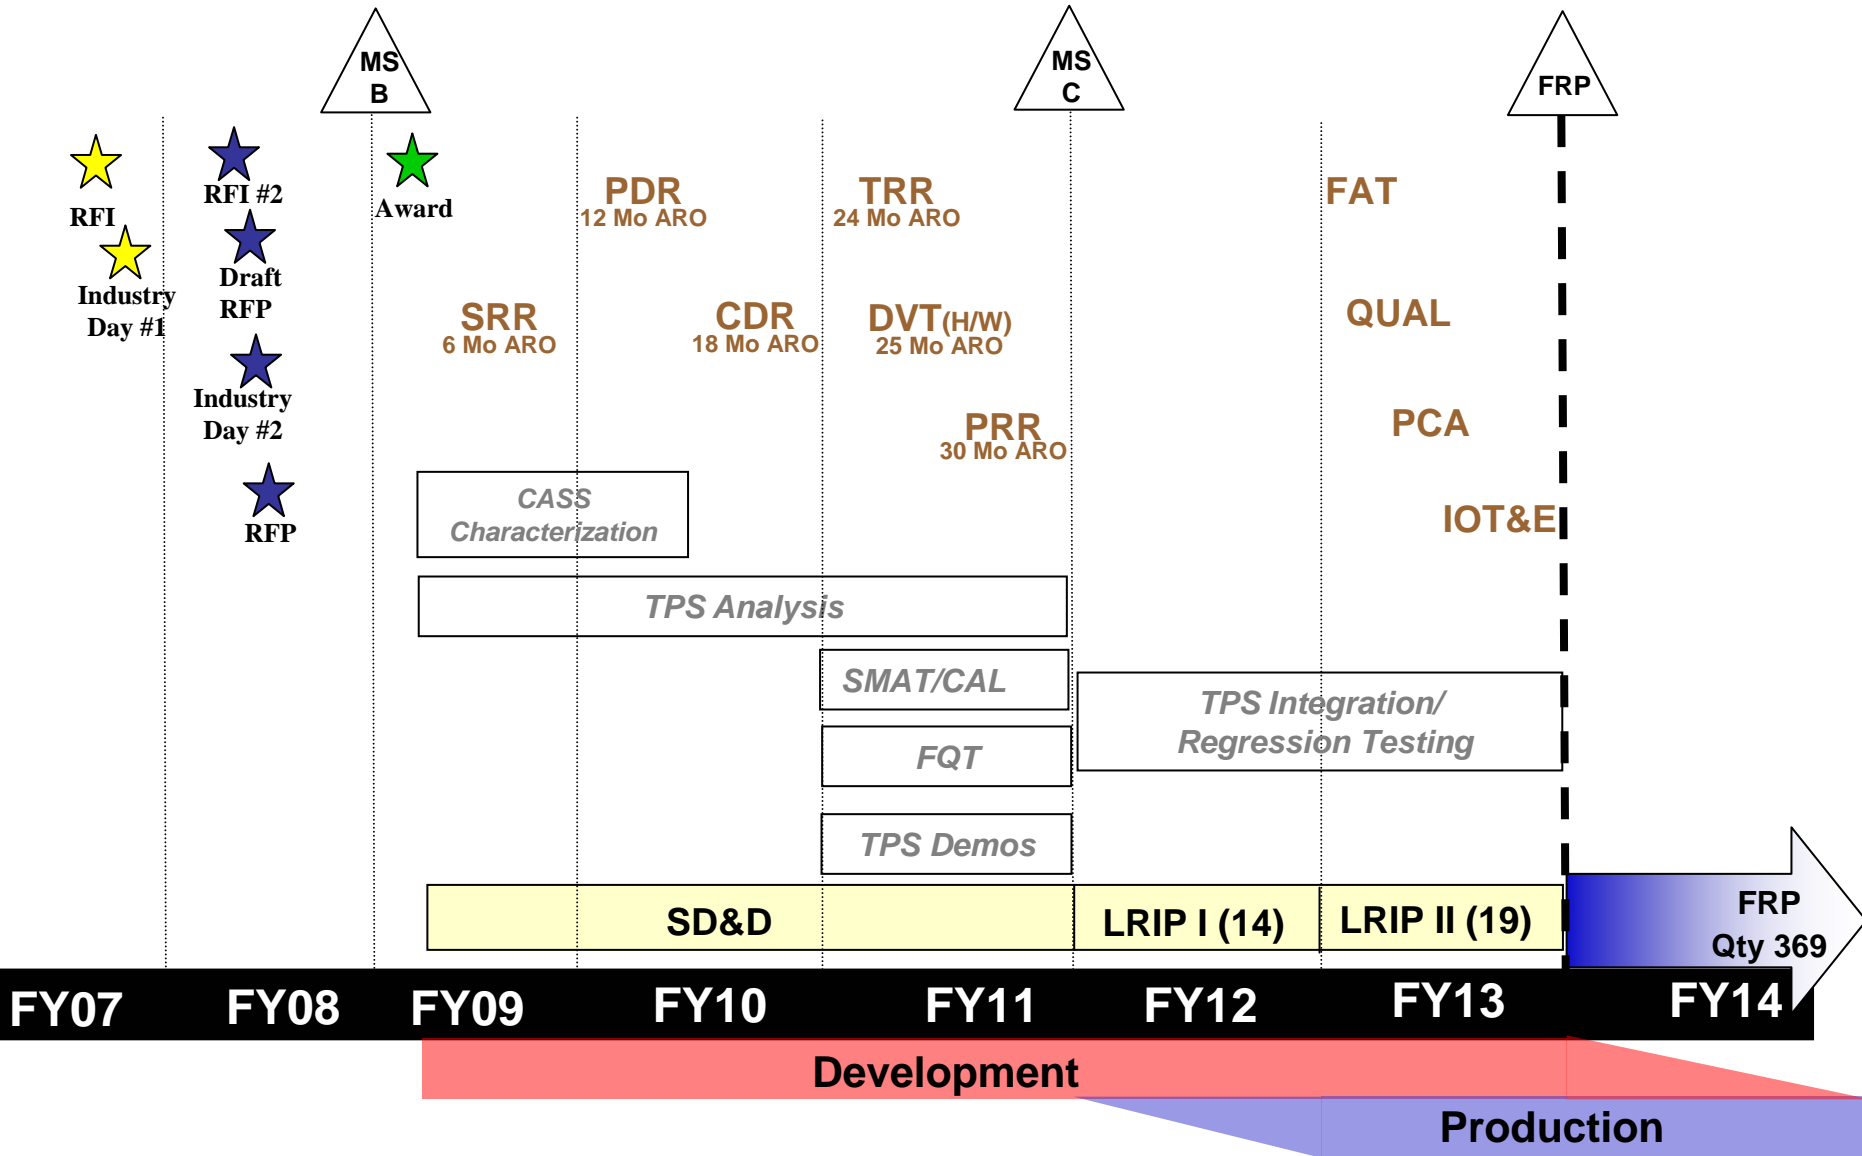 MS
B
MS
C
FRP
RFI
Industry
Day #1
RFI #2
Draft
RFP
Industry
Day #2
RFP
Award
PDR
12 Mo ARO
TRR
24 Mo ARO
FAT
SRR
6 Mo ARO
CDR
18 Mo ARO
DVT(H/W)
25 Mo ARO
QUAL
PRR
30 Mo ARO
PCA
IOT&E
CASS
Characterization
TPS Analysis
SMAT/CAL
TPS Integration/
Regression Testing
FQT
TPS Demos
SD&D
LRIP I (14)
LRIP II (19)
FRP
Qty 369
FY07
FY08
FY09
FY10
FY11
FY12
FY13
FY14
Development
Production